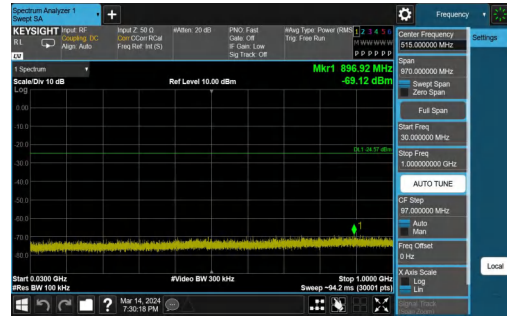 Spectrum Analyzer 1
Swept SA
Frequency
KEYSIGHT
Input: RF
Coupling: DC
Align: Auto
Input Z: 50 Ω
Corr CCorr RCal
Freq Ref: Int (S)
#Atten: 20 dB
PNO: Fast
Gate: Off
IF Gain: Low
Sig Track: Off
#Avg Type: Power (RMS)
Trig: Free Run
1 2 3 4 5 6
M W W W W W
P P P P P P
R L
LXI
Center Frequency
515.000000 MHz
Settings
1 Spectrum
Scale/Div 10 dB
Log
Ref Level 10.00 dBm
Mkr1 896.92 MHz
-69.12 dBm
Span
970.000000 MHz
Swept Span
Zero Span
Full Span
Start Freq
30.000000 MHz
Stop Freq
1.000000000 GHz
AUTO TUNE
CF Step
97.000000 MHz
Auto
Man
Freq Offset
0 Hz
X Axis Scale
Log
Lin
Signal Track
Local
0.00
-10.0
-20.0
-30.0
-40.0
-50.0
-60.0
-70.0
-80.0
DL1 -24.57 dBm
1
Start 0.0300 GHz
#Res BW 100 kHz
#Video BW 300 kHz
Stop 1.0000 GHz
Sweep ~94.2 ms (30001 pts)
?
Mar 14, 2024
7:30:18 PM